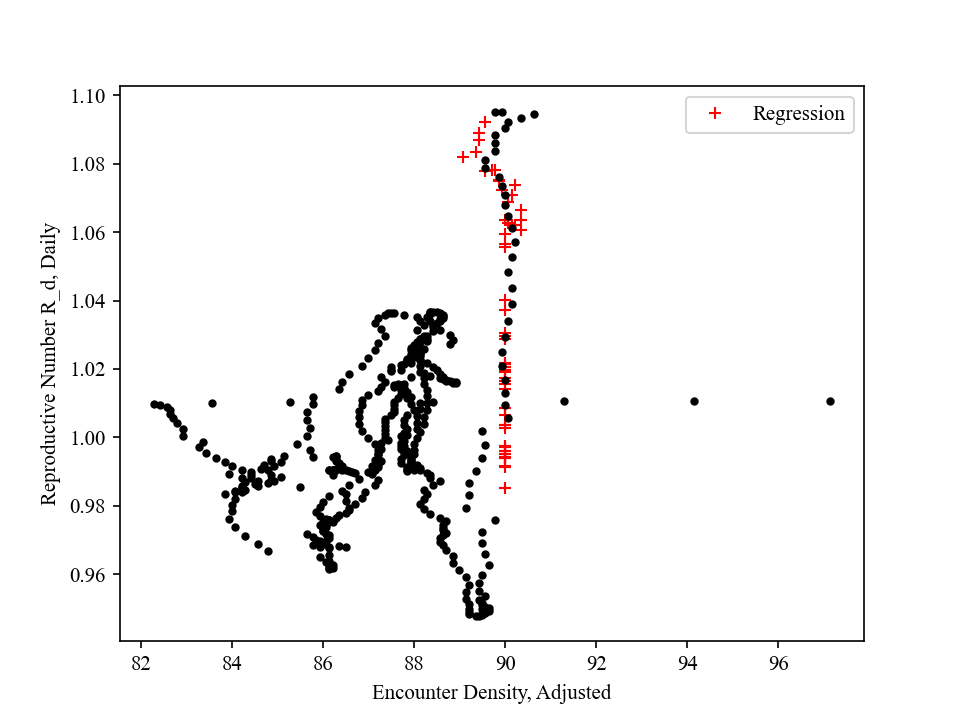 Regression
1.10
1.08
1.06
1.04
1.02
1.00
0.98
0.96
Reproductive Number R_d, Daily
82 84 86 88 90 92 94 96
Encounter Density, Adjusted